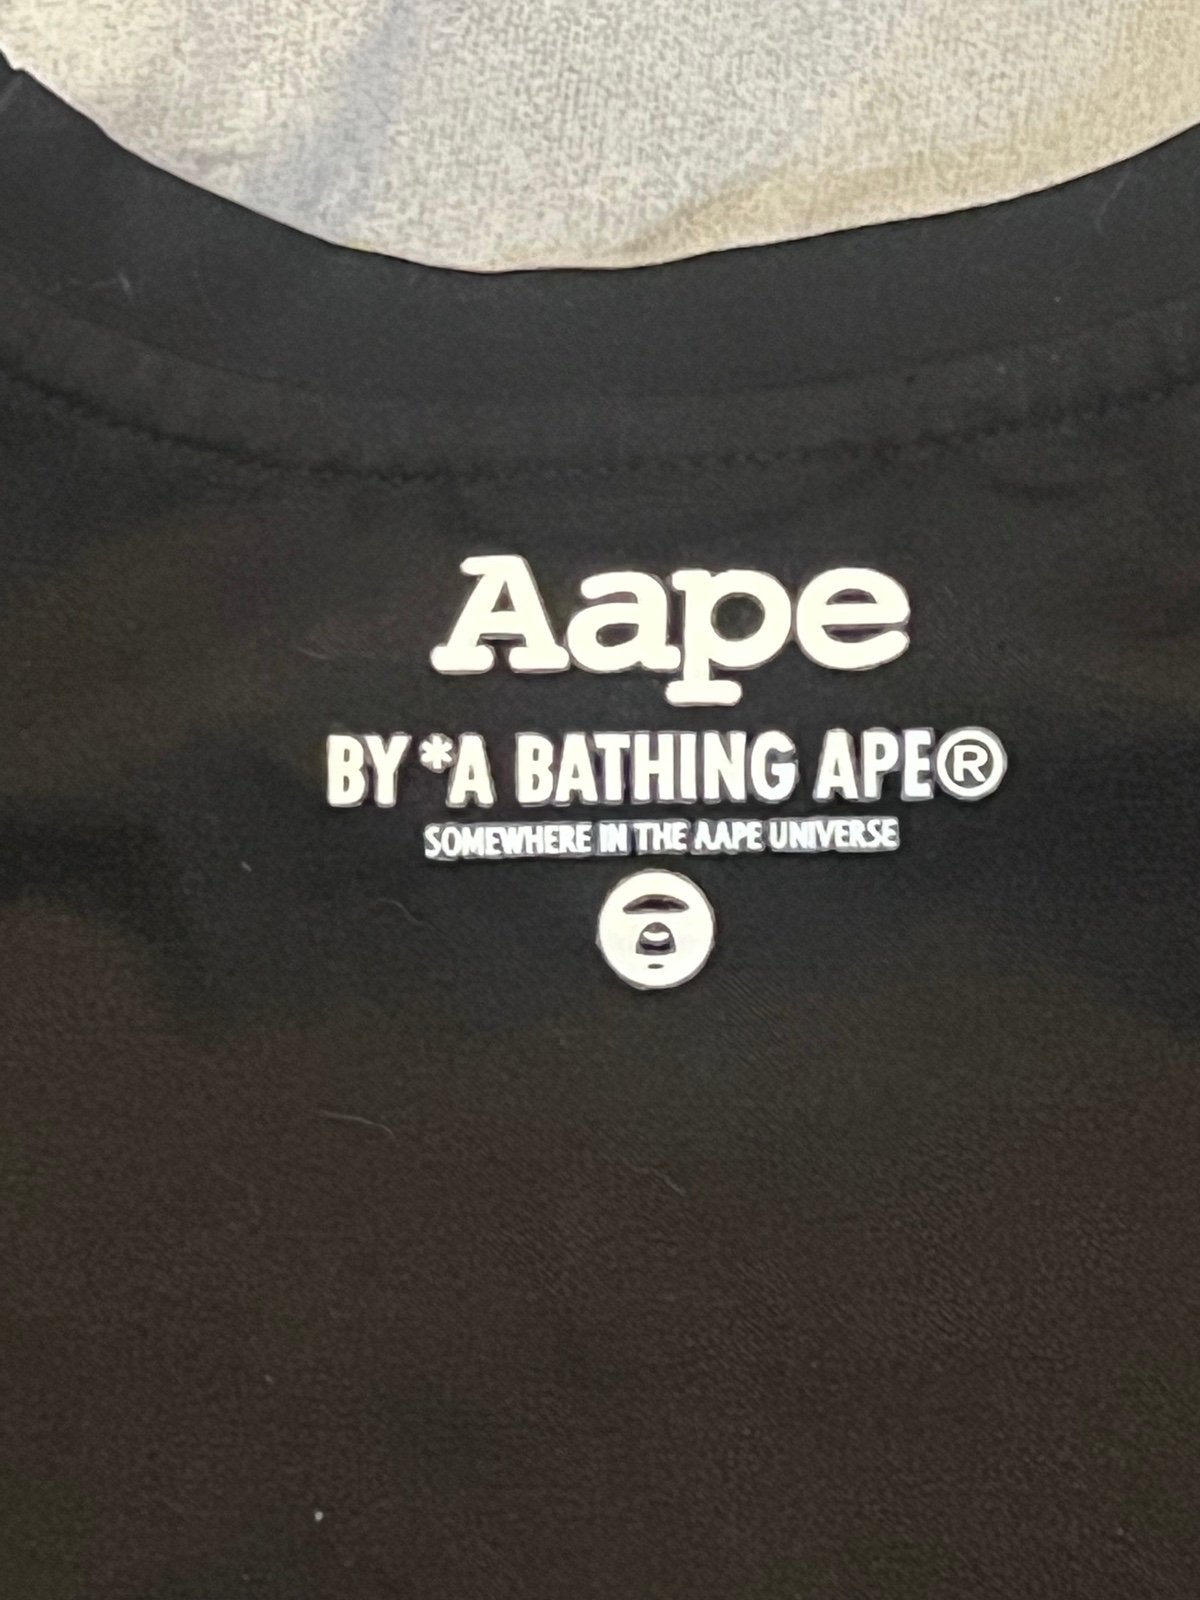 Aape
BY *A BATHING APE®
SOMEWHERE IN THE AAPE UNIVERSE